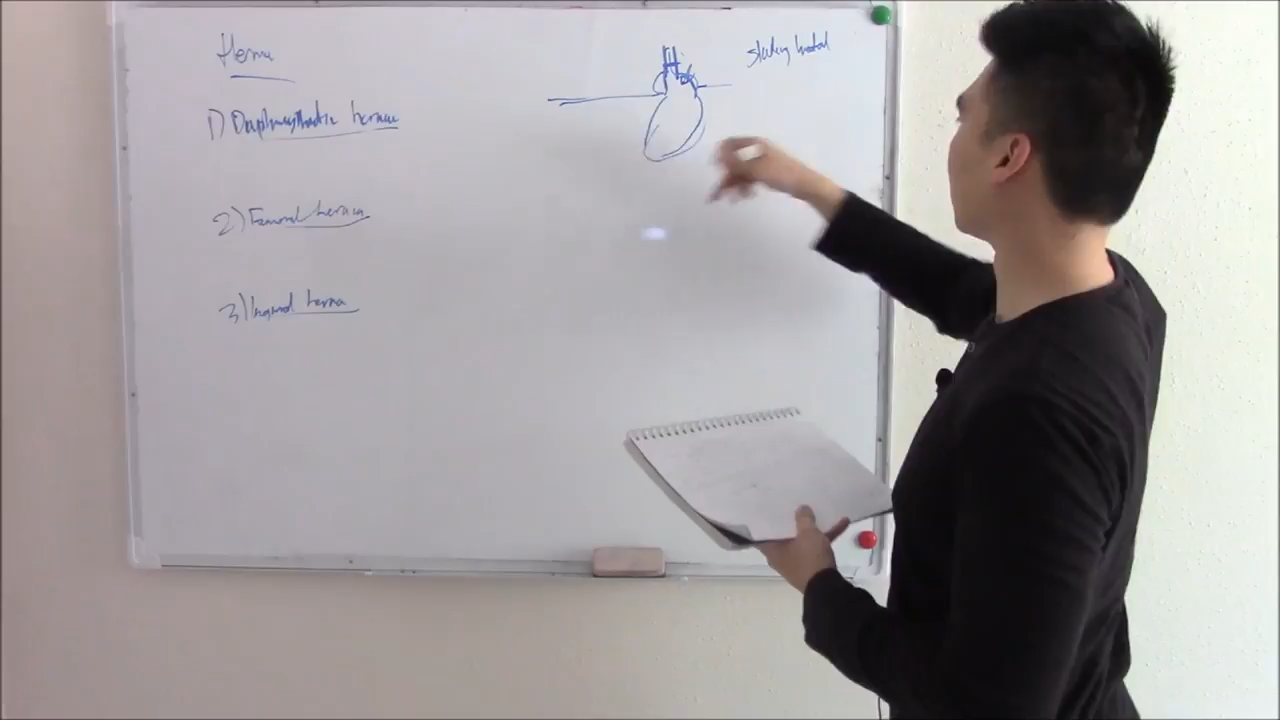 Hernia
1) Diaphragmatic hernia
2) Femoral hernia
3) Inguinal hernia
sliding hiatal